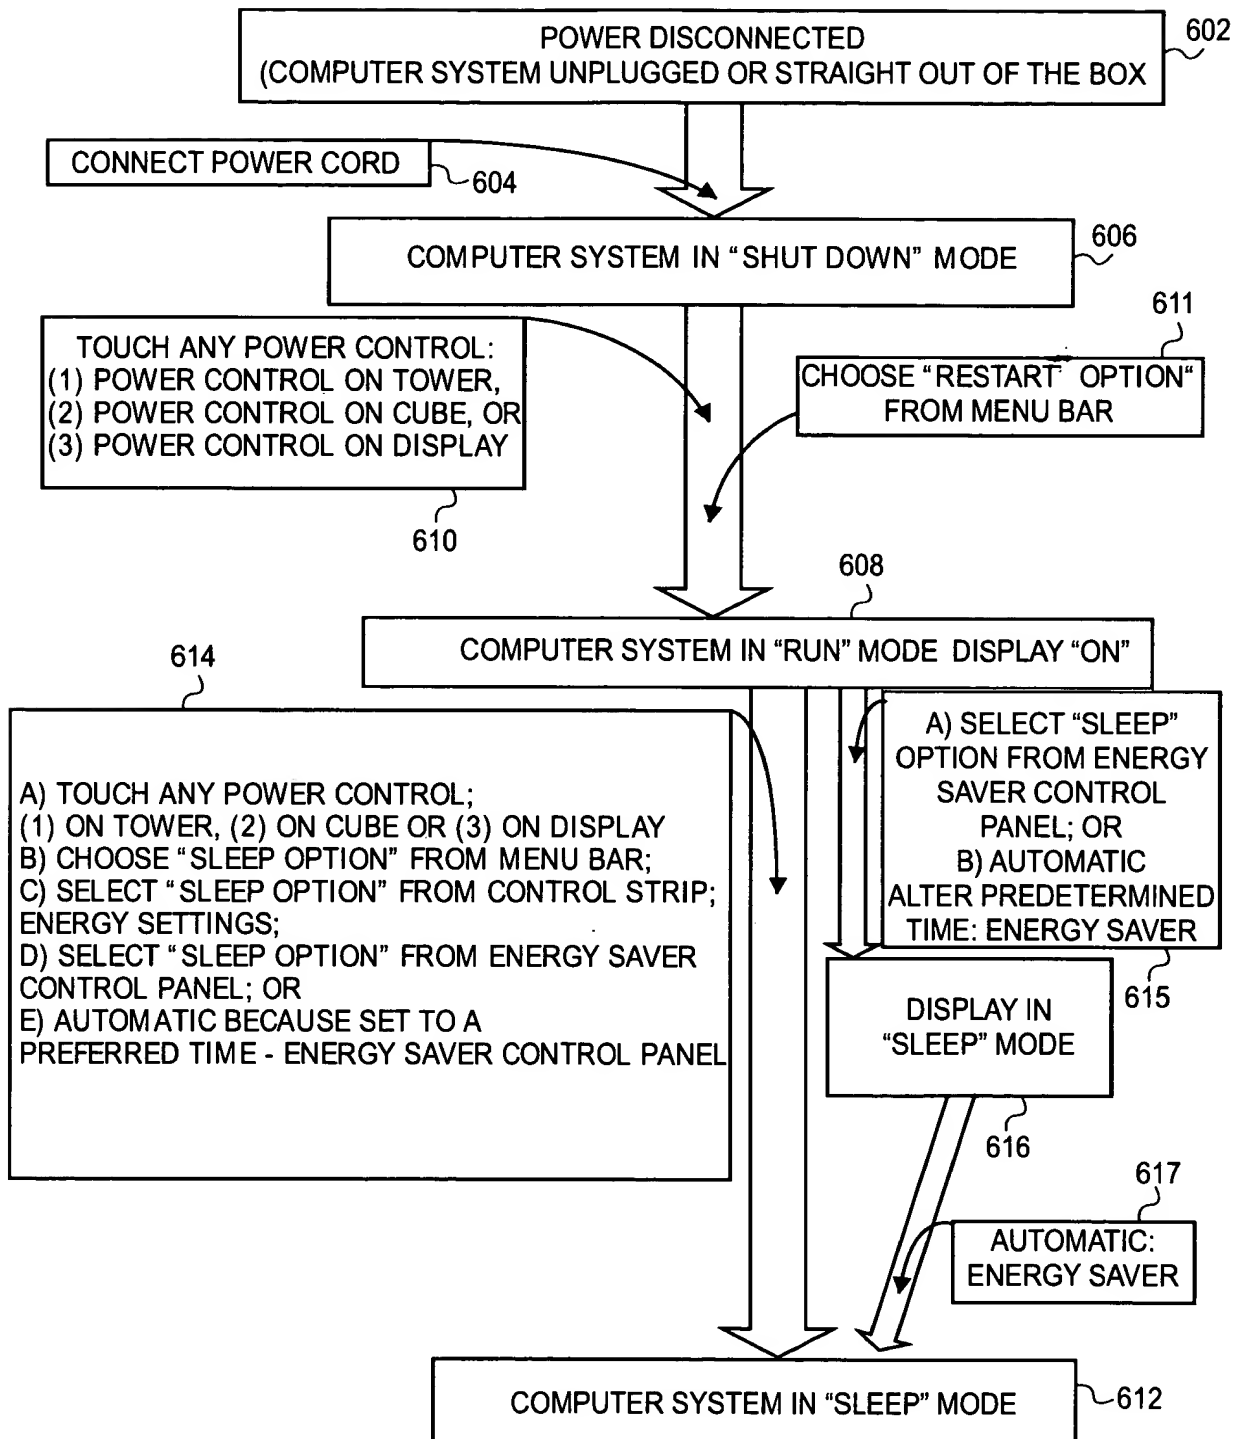 POWER DISCONNECTED
(COMPUTER SYSTEM UNPLUGGED OR STRAIGHT OUT OF THE BOX
602
CONNECT POWER CORD
604
COMPUTER SYSTEM IN “SHUT DOWN” MODE
606
TOUCH ANY POWER CONTROL:
(1) POWER CONTROL ON TOWER,
(2) POWER CONTROL ON CUBE, OR
(3) POWER CONTROL ON DISPLAY
610
611
CHOOSE “RESTART OPTION“
FROM MENU BAR
608
COMPUTER SYSTEM IN “RUN” MODE DISPLAY “ON”
614
A) TOUCH ANY POWER CONTROL;
(1) ON TOWER, (2) ON CUBE OR (3) ON DISPLAY
B) CHOOSE “SLEEP OPTION” FROM MENU BAR;
C) SELECT “SLEEP OPTION” FROM CONTROL STRIP;
ENERGY SETTINGS;
D) SELECT “SLEEP OPTION” FROM ENERGY SAVER
CONTROL PANEL; OR
E) AUTOMATIC BECAUSE SET TO A
PREFERRED TIME - ENERGY SAVER CONTROL PANEL
A) SELECT “SLEEP”
OPTION FROM ENERGY
SAVER CONTROL
PANEL; OR
B) AUTOMATIC
ALTER PREDETERMINED
TIME: ENERGY SAVER
615
DISPLAY IN
“SLEEP” MODE
616
617
AUTOMATIC:
ENERGY SAVER
COMPUTER SYSTEM IN “SLEEP” MODE
612